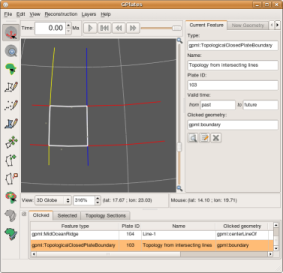 GPlates
File Edit View Reconstruction Layers Help
Time 0.00 Ma
Current Feature New Geometry
Type:
gpml:TopologicalClosedPlateBoundary
Name:
Topology from intersecting lines
Plate ID:
103
Valid time:
from past to future
Clicked geometry:
gpml:boundary
View: 3D Globe 316% (lat: 17.67 ; lon: 23.03) Mouse: (lat: 14.10 ; lon: 19.71)
Clicked Selected Topology Sections
Feature type Plate ID Name Clicked geometry
gpml:MidOceanRidge 104 Line-1 gpml:centerLineOf
gpml:TopologicalClosedPlateBoundary 103 Topology from intersecting lines gpml:boundary